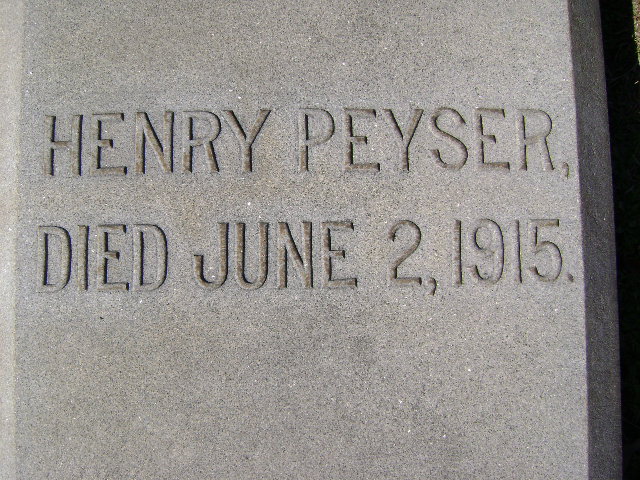 HENRY PEYSER,
DIED JUNE 2, 1915.